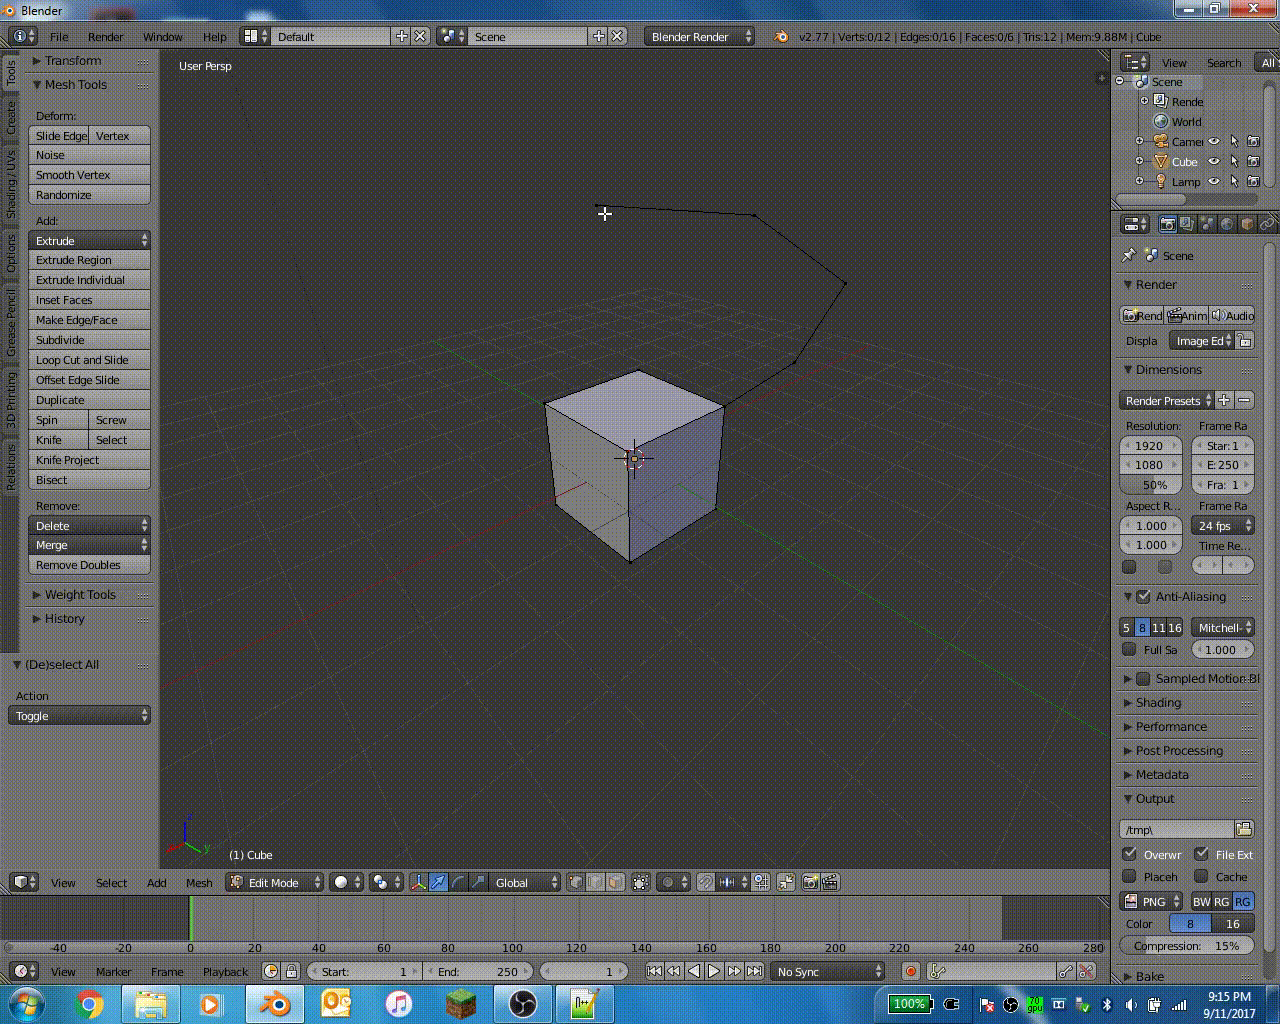 Blender
File Render Window Help Default Scene Blender Render v2.77 | Verts:0/12 | Edges:0/16 | Faces:0/6 | Tris:12 | Mem:9.88M | Cube
Tools
Create
Shading / UVs
Options
Grease Pencil
3D Printing
Relations
Transform
Mesh Tools
Deform:
Slide Edge Vertex
Noise
Smooth Vertex
Randomize
Add:
Extrude
Extrude Region
Extrude Individual
Inset Faces
Make Edge/Face
Subdivide
Loop Cut and Slide
Offset Edge Slide
Duplicate
Spin Screw
Knife Select
Knife Project
Bisect
Remove:
Delete
Merge
Remove Doubles
Weight Tools
History
(De)select All
Action
Toggle
User Persp
z
y
(1) Cube
View Select Add Mesh Edit Mode Global
-40 -20 0 20 40 60 80 100 120 140 160 180 200 220 240 260 280
View Marker Frame Playback Start: 1 End: 250 1 No Sync
View Search All
Scene
Rende
World
Came
Cube
Lamp
Scene
Render
Rend Anim Audio
Displa Image Ed
Dimensions
Render Presets
Resolution: Frame Ra
1920 Star: 1
1080 E: 250
50% Fra: 1
Aspect R... Frame Ra
1.000 24 fps
1.000 Time Re...
Anti-Aliasing
5 8 11 16 Mitchell-
Full Sa 1.000
Sampled Motion Bl
Shading
Performance
Post Processing
Metadata
Output
/tmp\
Overwr File Ext
Placeh Cache
PNG BW RG RG
Color 8 16
Compression: 15%
Bake
100% 9:15 PM
9/11/2017